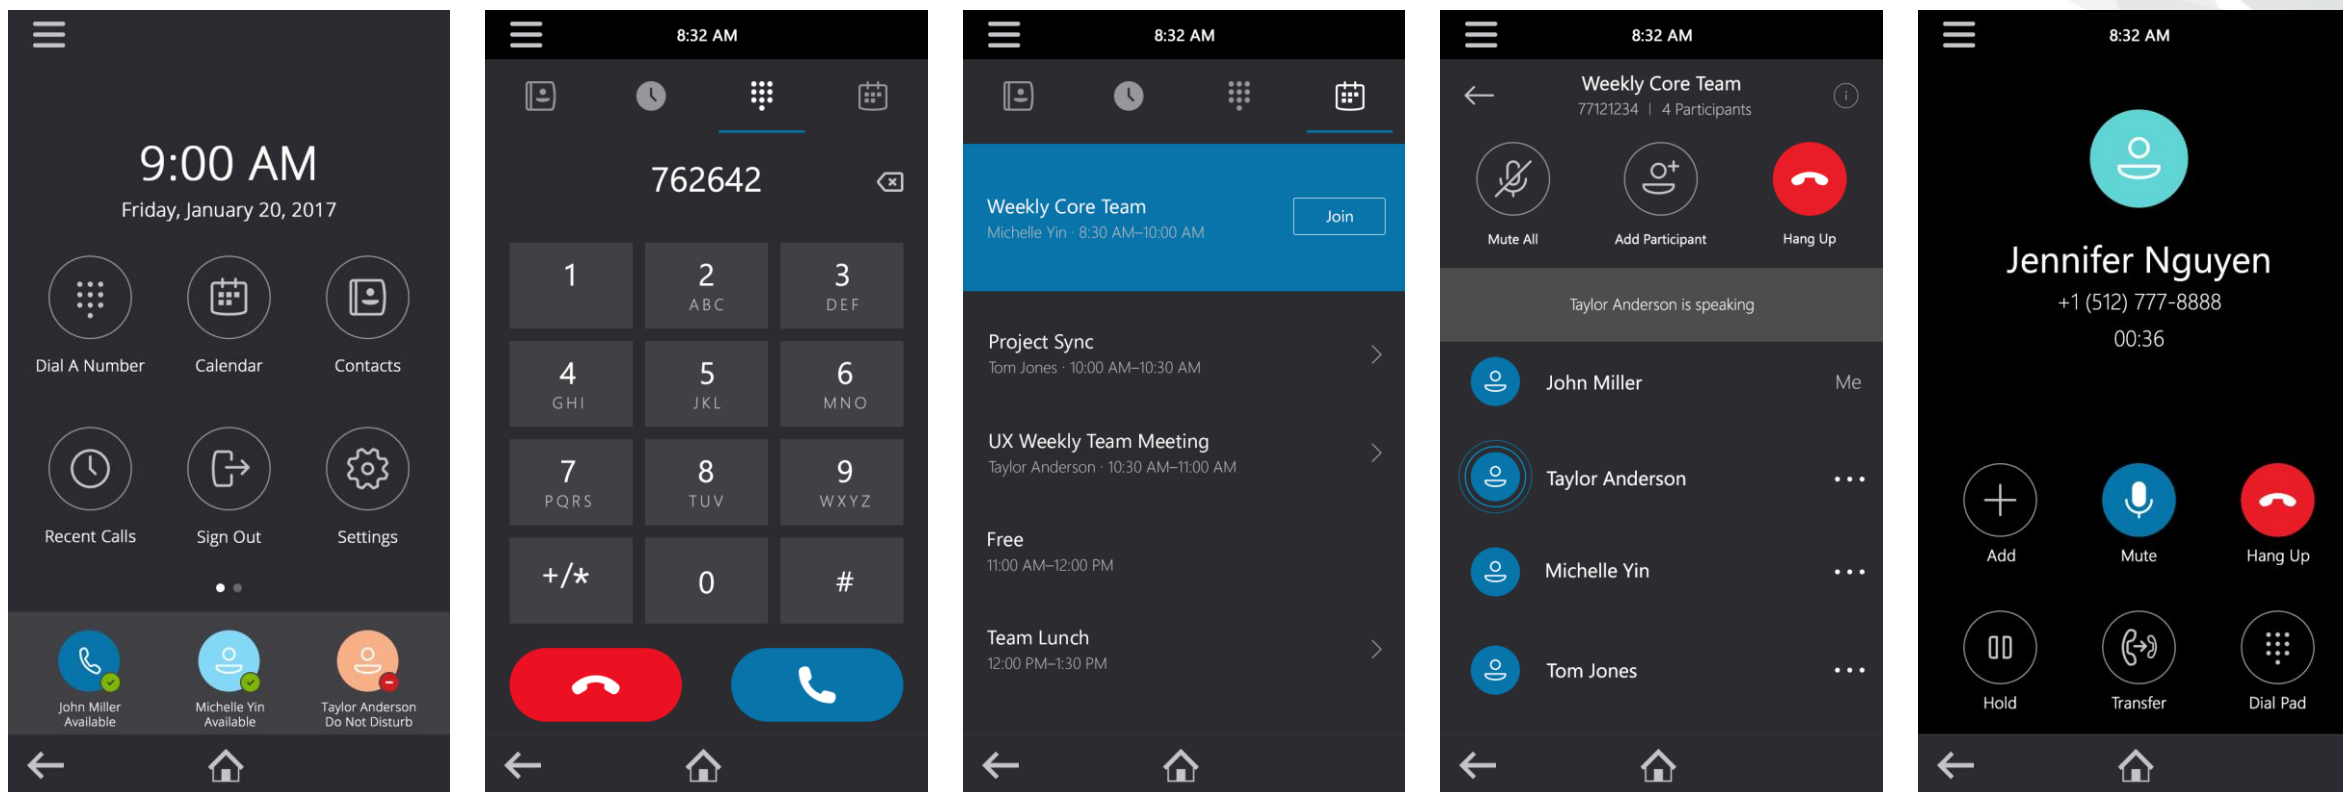 9:00 AM
Friday, January 20, 2017
Dial A Number
Calendar
Contacts
Recent Calls
Sign Out
Settings
John Miller
Available
Michelle Yin
Available
Taylor Anderson
Do Not Disturb
8:32 AM
762642
1
2
3
ABC
DEF
4
5
6
GHI
JKL
MNO
7
8
9
PQRS
TUV
WXYZ
+/*
0
#
8:32 AM
Weekly Core Team
Michelle Yin · 8:30 AM–10:00 AM
Join
Project Sync
Tom Jones · 10:00 AM–10:30 AM
UX Weekly Team Meeting
Taylor Anderson · 10:30 AM–11:00 AM
Free
11:00 AM–12:00 PM
Team Lunch
12:00 PM–1:30 PM
8:32 AM
Weekly Core Team
77121234 | 4 Participants
Mute All
Add Participant
Hang Up
Taylor Anderson is speaking
John Miller
Me
Taylor Anderson
Michelle Yin
Tom Jones
8:32 AM
Jennifer Nguyen
+1 (512) 777-8888
00:36
Add
Mute
Hang Up
Hold
Transfer
Dial Pad